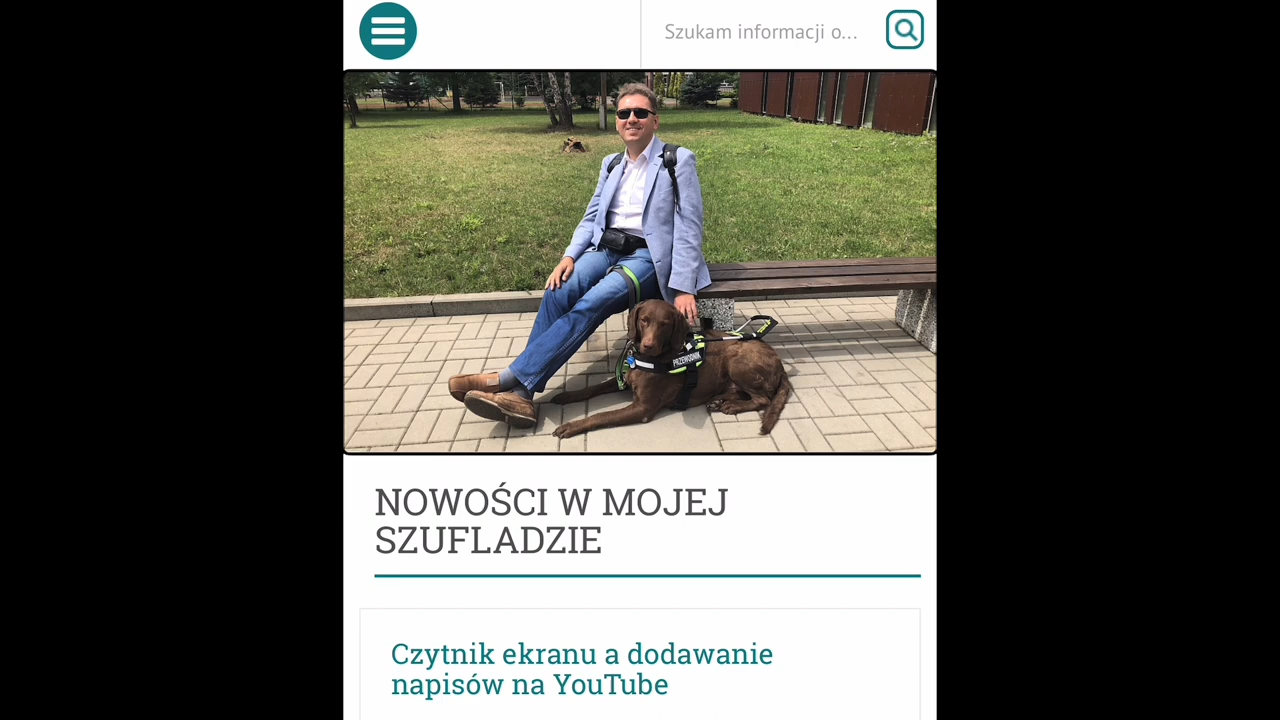 Szukam informacji o...
PRZEWODNIK
NOWOŚCI W MOJEJ
SZUFLADZIE
Czytnik ekranu a dodawanie
napisów na YouTube